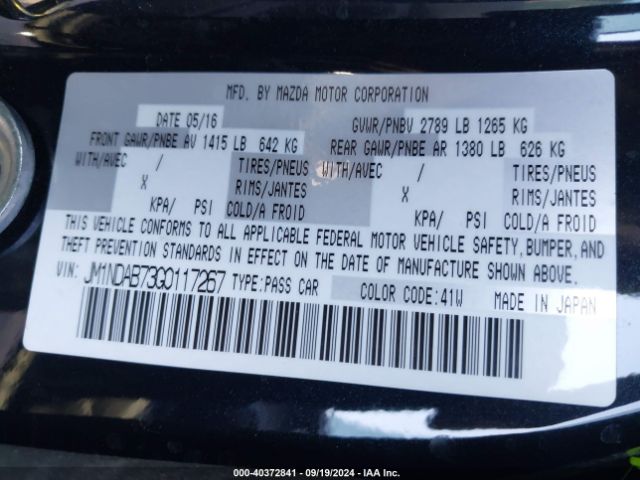 MFD. BY MAZDA MOTOR CORPORATION
DATE 05/16 GVWR/PNBV 2789 LB 1265 KG
FRONT GAWR/PNBE AV 1415 LB 642 KG REAR GAWR/PNBE AR 1380 LB 626 KG
WITH/AVEC / TIRES/PNEUS WITH/AVEC / TIRES/PNEUS
X RIMS/JANTES X RIMS/JANTES
KPA/ PSI COLD/A FROID KPA/ PSI COLD/A FROID
THIS VEHICLE CONFORMS TO ALL APPLICABLE FEDERAL MOTOR VEHICLE SAFETY,BUMPER,AND
THEFT PREVENTION STANDARDS IN EFFECT ON THE DATE OF MANUFACTURE SHOWN ABOVE.
VIN: JM1NDAB73G0117267 TYPE:PASS CAR COLOR CODE:41W MADE IN JAPAN
000-40372841 - 09/19/2024 - IAA Inc.